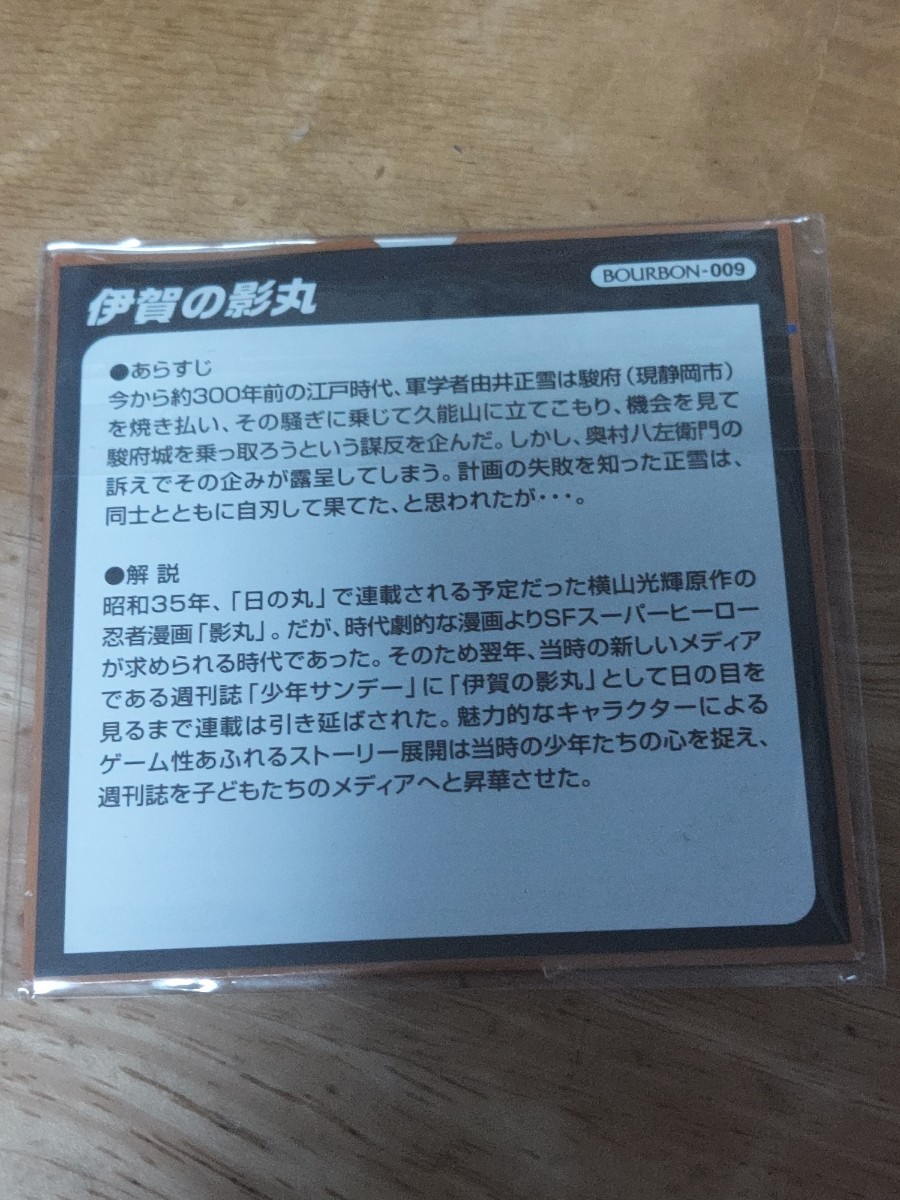 伊賀の影丸
BOURBON-009
●あらすじ
今から約300年前の江戸時代、軍学者由井正雪は駿府(現静岡市)
を焼き払い、その騒ぎに乗じて久能山に立てこもり、機会を見て
駿府城を乗っ取ろうという謀反を企んだ。しかし、奥村八左衛門の
訴えでその企みが露呈してしまう。計画の失敗を知った正雪は、
同士とともに自刃して果てた、と思われたが・・・。
●解 説
昭和35年、「日の丸」で連載される予定だった横山光輝原作の
忍者漫画「影丸」。だが、時代劇的な漫画よりSFスーパーヒーロー
が求められる時代であった。そのため翌年、当時の新しいメディア
である週刊誌「少年サンデー」に「伊賀の影丸」として日の目を
見るまで連載は引き延ばされた。魅力的なキャラクターによる
ゲーム性あふれるストーリー展開は当時の少年たちの心を捉え、
週刊誌を子どもたちのメディアへと昇華させた。